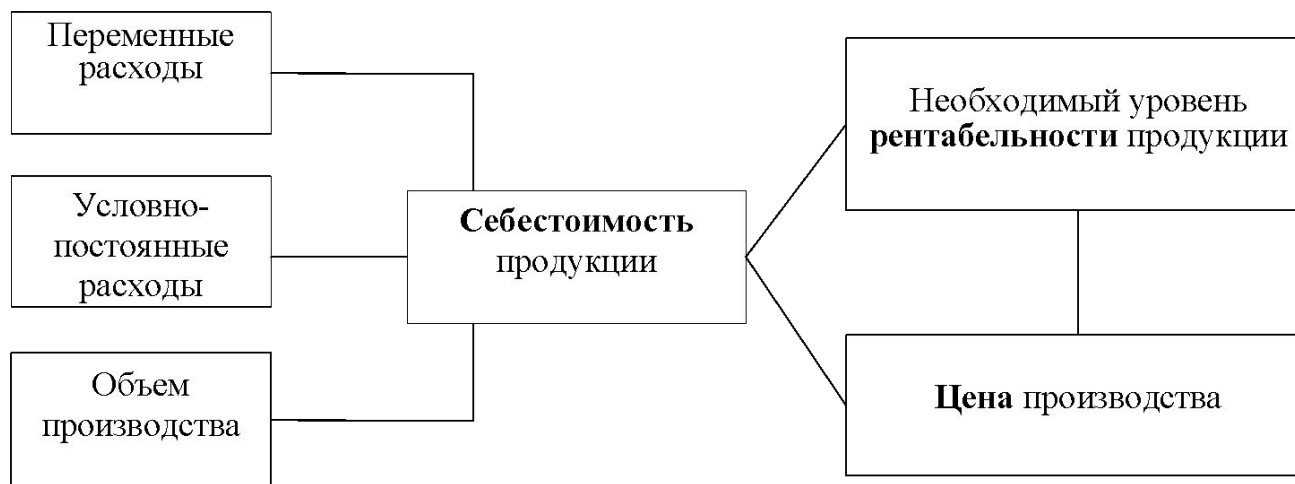 Переменные
расходы
Условно-
постоянные
расходы
Объем
производства
Себестоимость
продукции
Необходимый уровень
рентабельности продукции
Цена производства